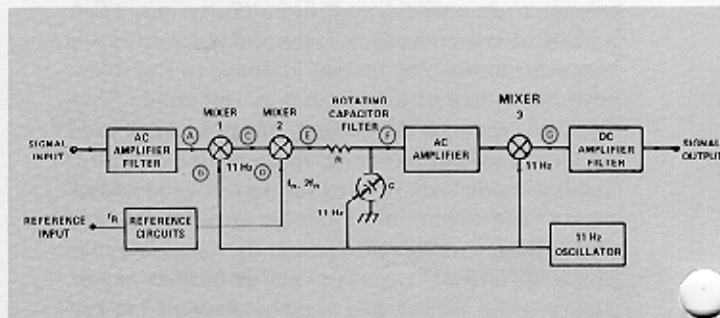 MIXER 1
MIXER 2
ROTATING CAPACITOR FILTER
MIXER 3
SIGNAL INPUT
AC AMPLIFIER FILTER
A
C
E
R
F
AC AMPLIFIER
G
DC AMPLIFIER FILTER
SIGNAL OUTPUT
11 Hz
11 Hz
C
11 Hz
REFERENCE INPUT
REFERENCE CIRCUITS
11 Hz OSCILLATOR